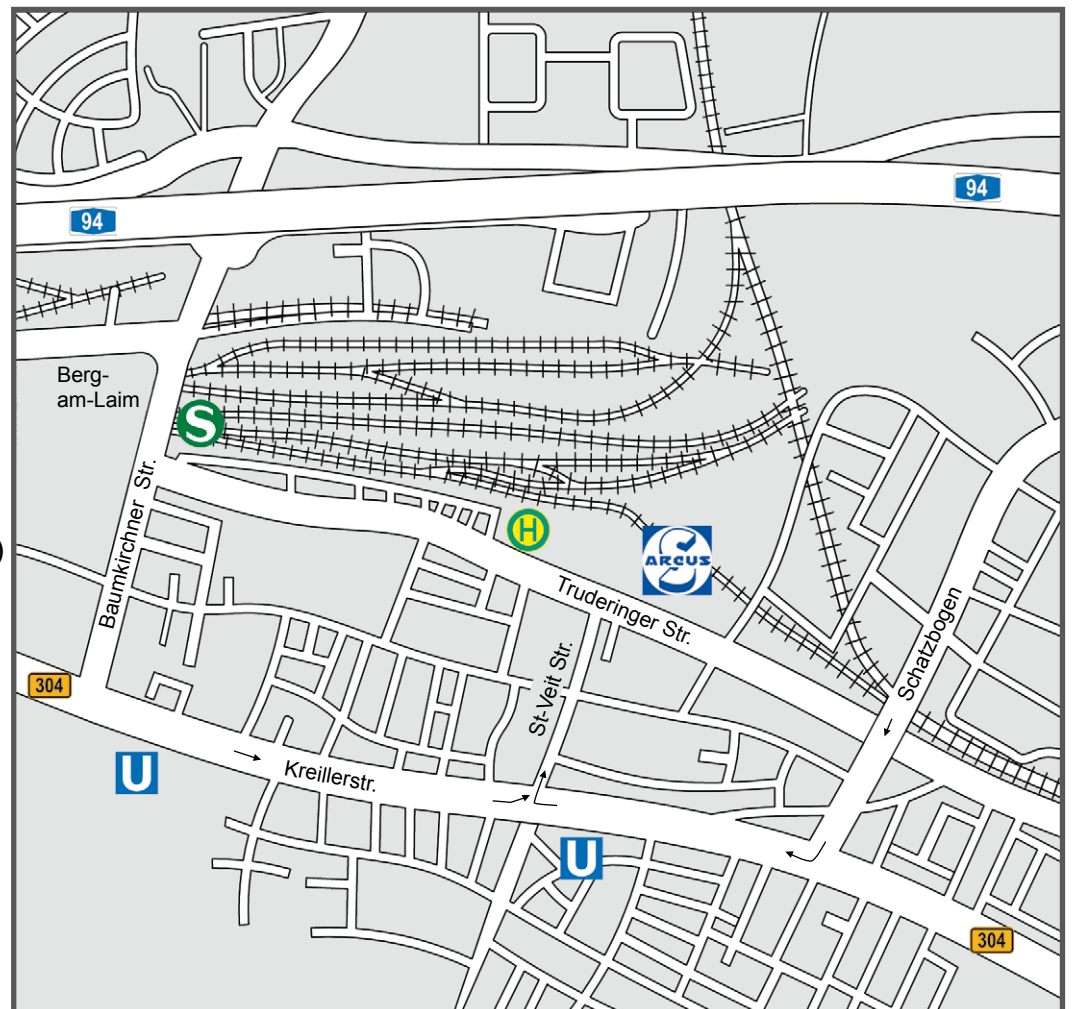 94
94
Berg-
am-Laim
S
Baumkirchner Str.
H
S
ARCUS
Truderinger Str.
Schatzbogen
St-Veit Str.
304
U
Kreillerstr.
U
304
)